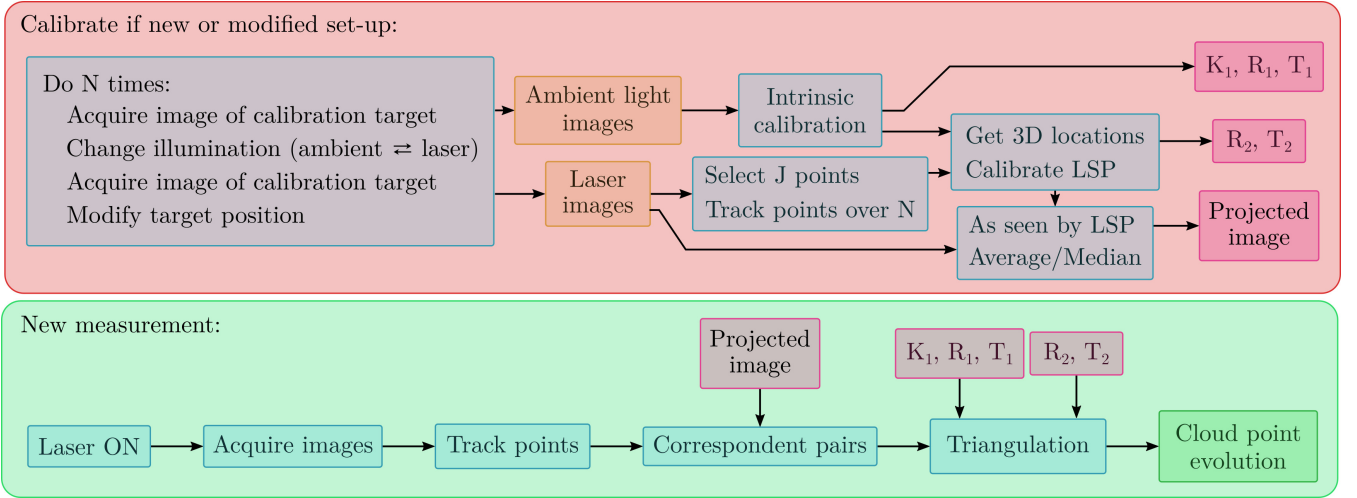 Calibrate if new or modified set-up:
Do N times:
Acquire image of calibration target
Change illumination (ambient ⇄ laser)
Acquire image of calibration target
Modify target position
Ambient light
images
Laser
images
Intrinsic
calibration
Select J points
Track points over N
Get 3D locations
Calibrate LSP
As seen by LSP
Average/Median
K₁, R₁, T₁
R₂, T₂
Projected
image
New measurement:
Projected
image
K₁, R₁, T₁
R₂, T₂
Laser ON
Acquire images
Track points
Correspondent pairs
Triangulation
Cloud point
evolution